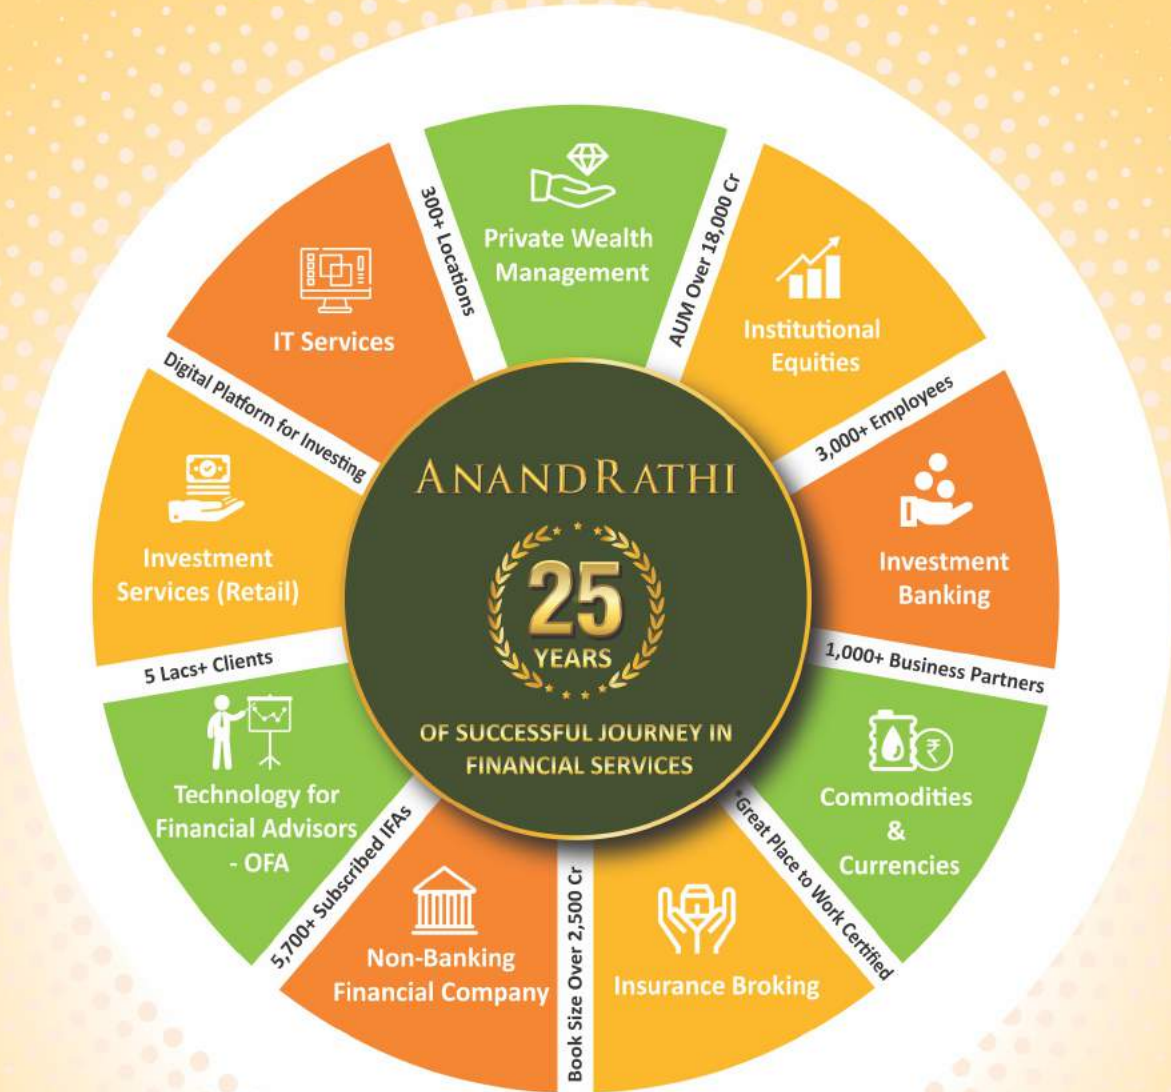 ANANDRATHI
25
YEARS
OF SUCCESSFUL JOURNEY IN
FINANCIAL SERVICES
Private Wealth
Management
AUM Over 18,000 Cr
Institutional
Equities
3,000+ Employees
Investment
Banking
1,000+ Business Partners
₹
Commodities
&
Currencies
*Great Place to Work Certified
Insurance Broking
Book Size Over 2,500 Cr
Non-Banking
Financial Company
5,700+ Subscribed IFAs
Technology for
Financial Advisors
- OFA
5 Lacs+ Clients
Investment
Services (Retail)
Digital Platform for Investing
IT Services
300+ Locations